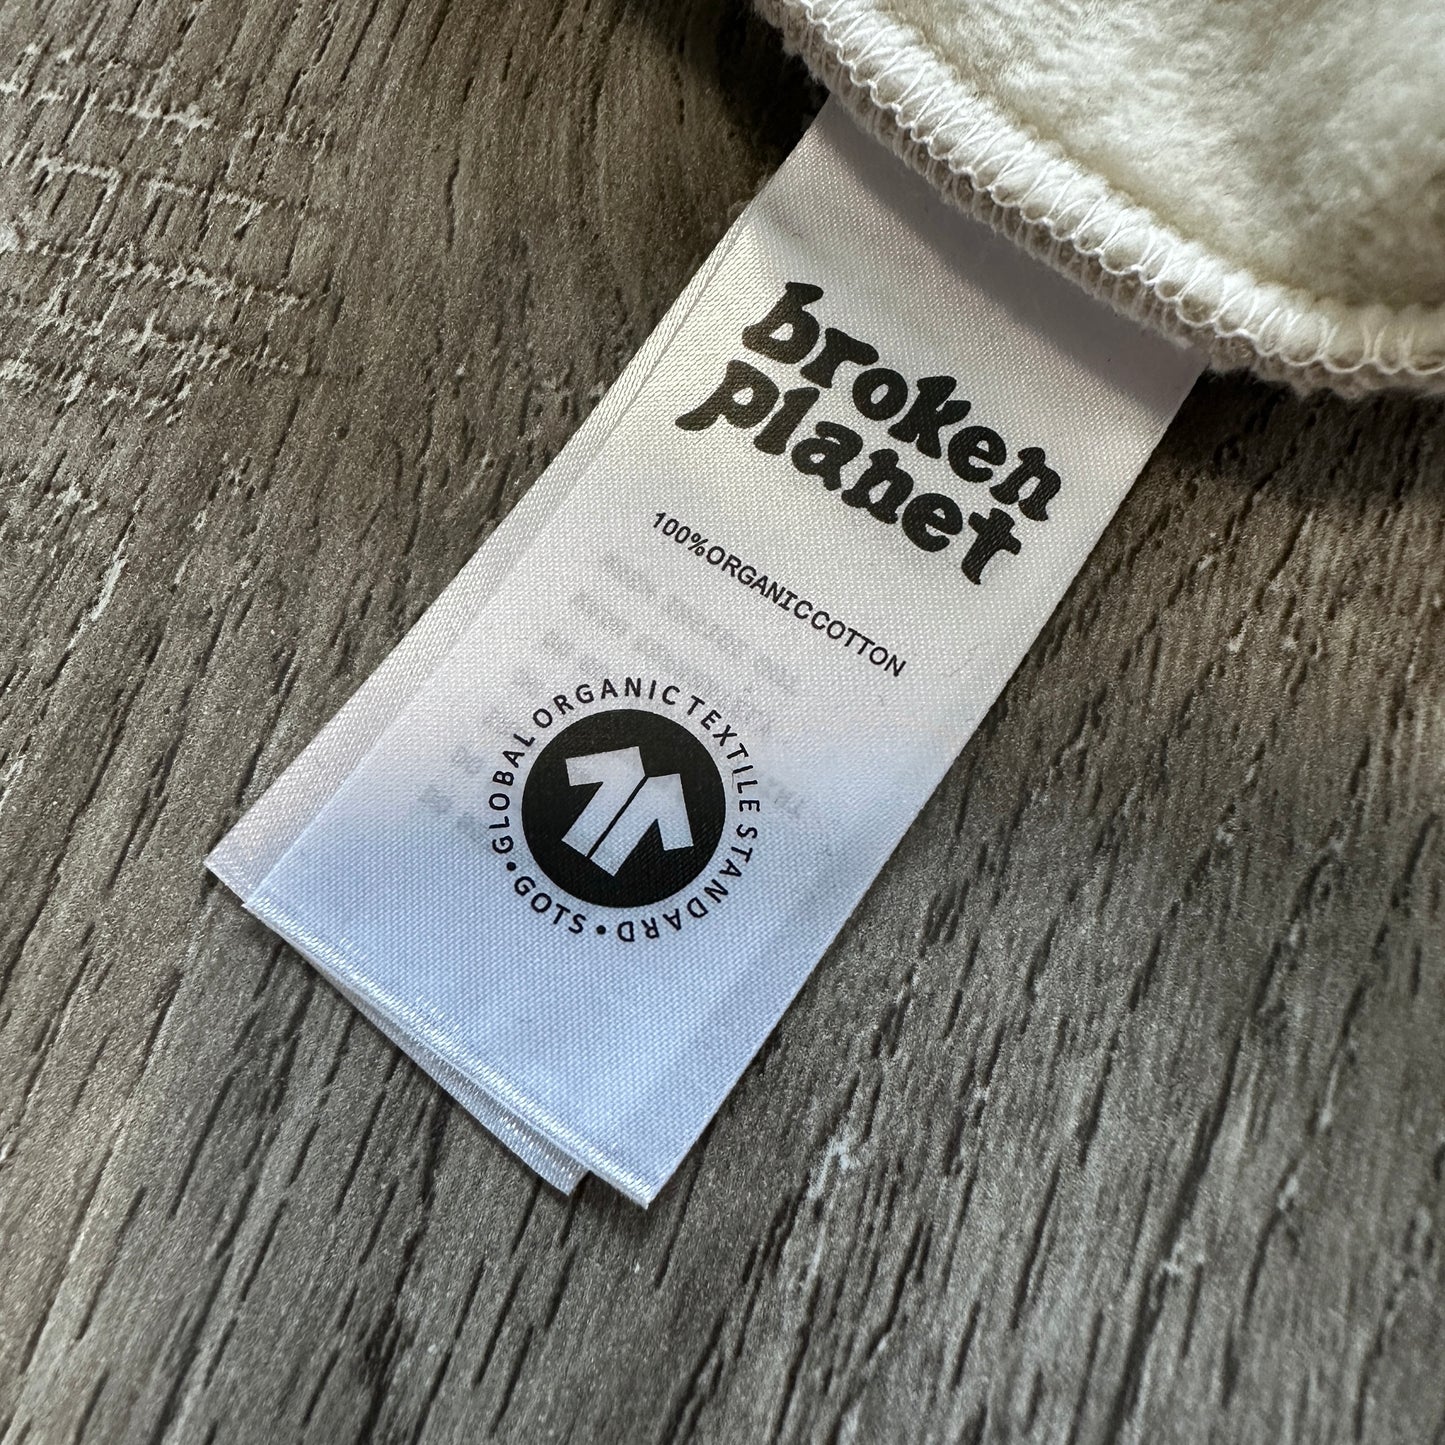 broken
planet
100%ORGANICCOTTON
GLOBAL ORGANIC TEXTILE STANDARD • GOTS •